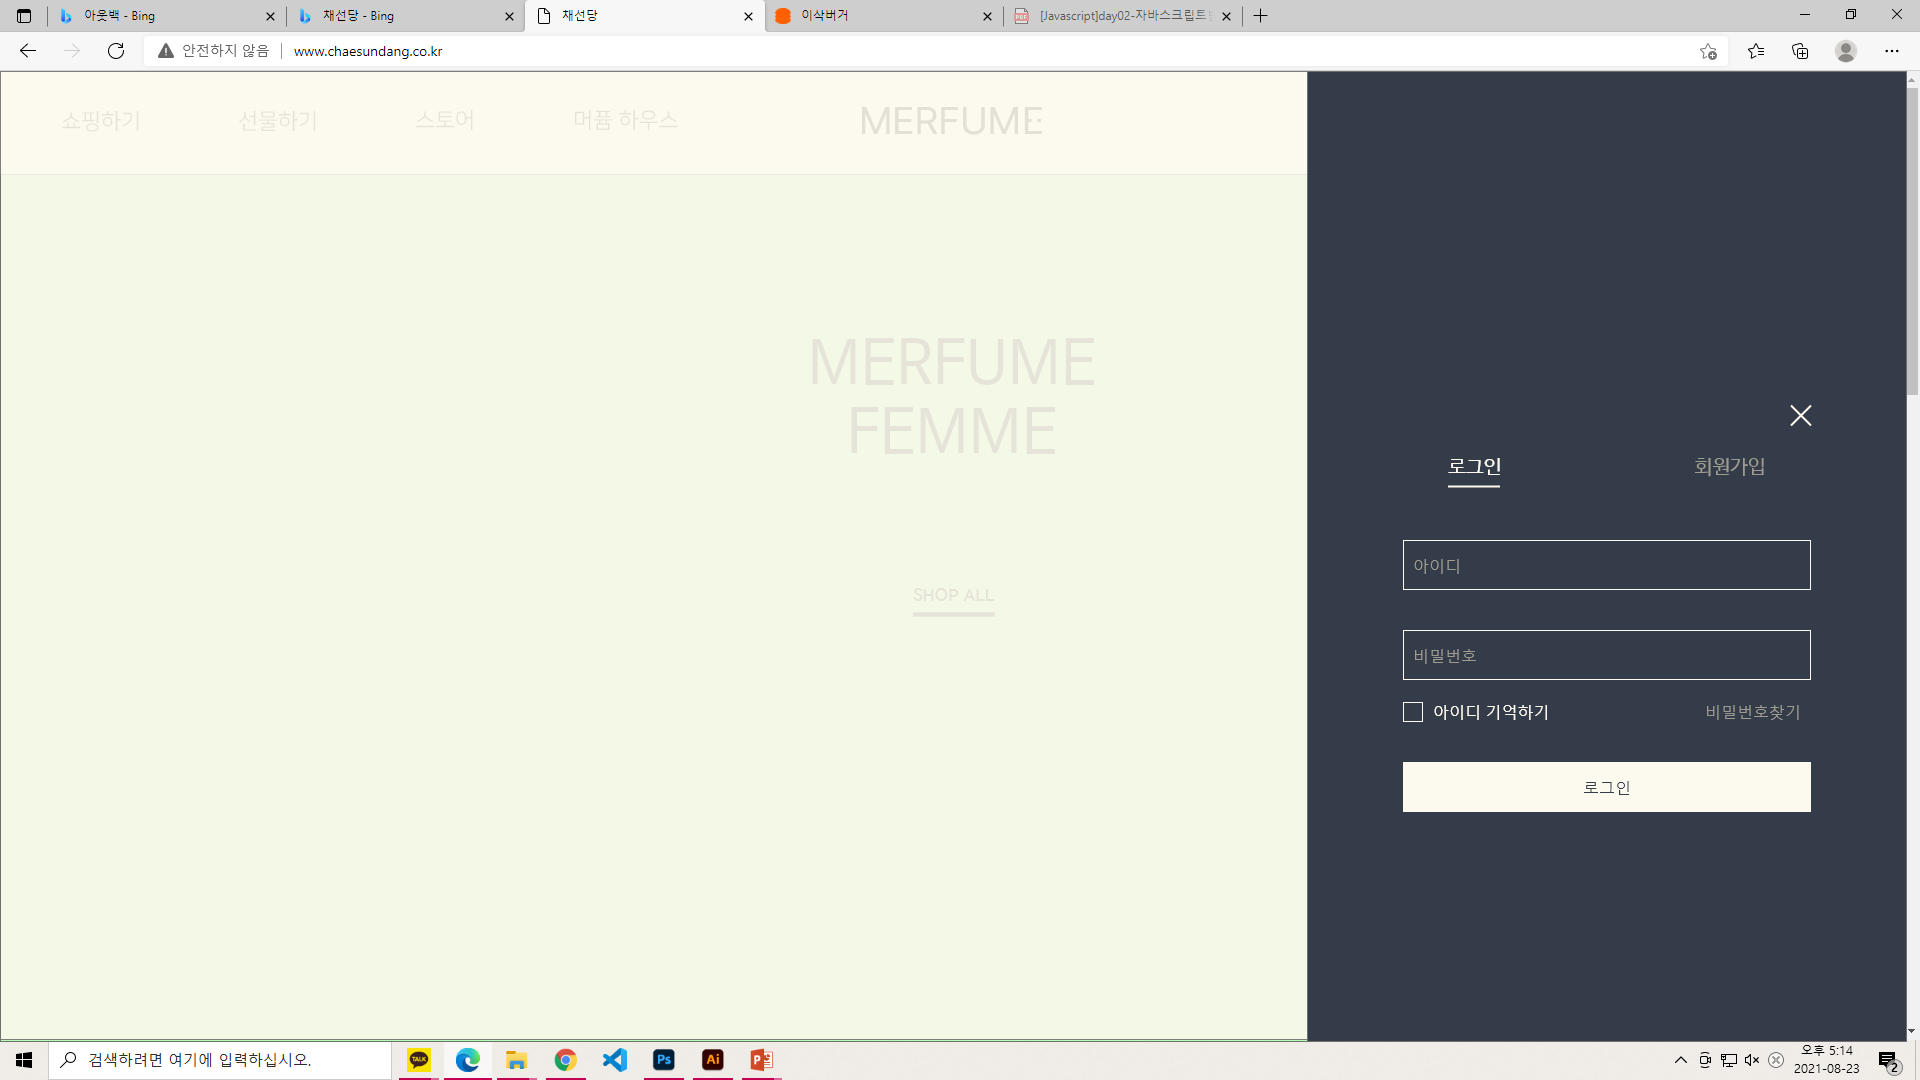 아웃백 - Bing
채선당 - Bing
채선당
이삭버거
[Javascript]day02-자바스크립트
안전하지 않음
www.chaesundang.co.kr
쇼핑하기
선물하기
스토어
머퓸 하우스
MERFUME
MERFUME
FEMME
SHOP ALL
로그인
회원가입
아이디
비밀번호
아이디 기억하기
비밀번호찾기
로그인
검색하려면 여기에 입력하십시오.
TALK
Ps
Ai
P
오후 5:14
2021-08-23
2